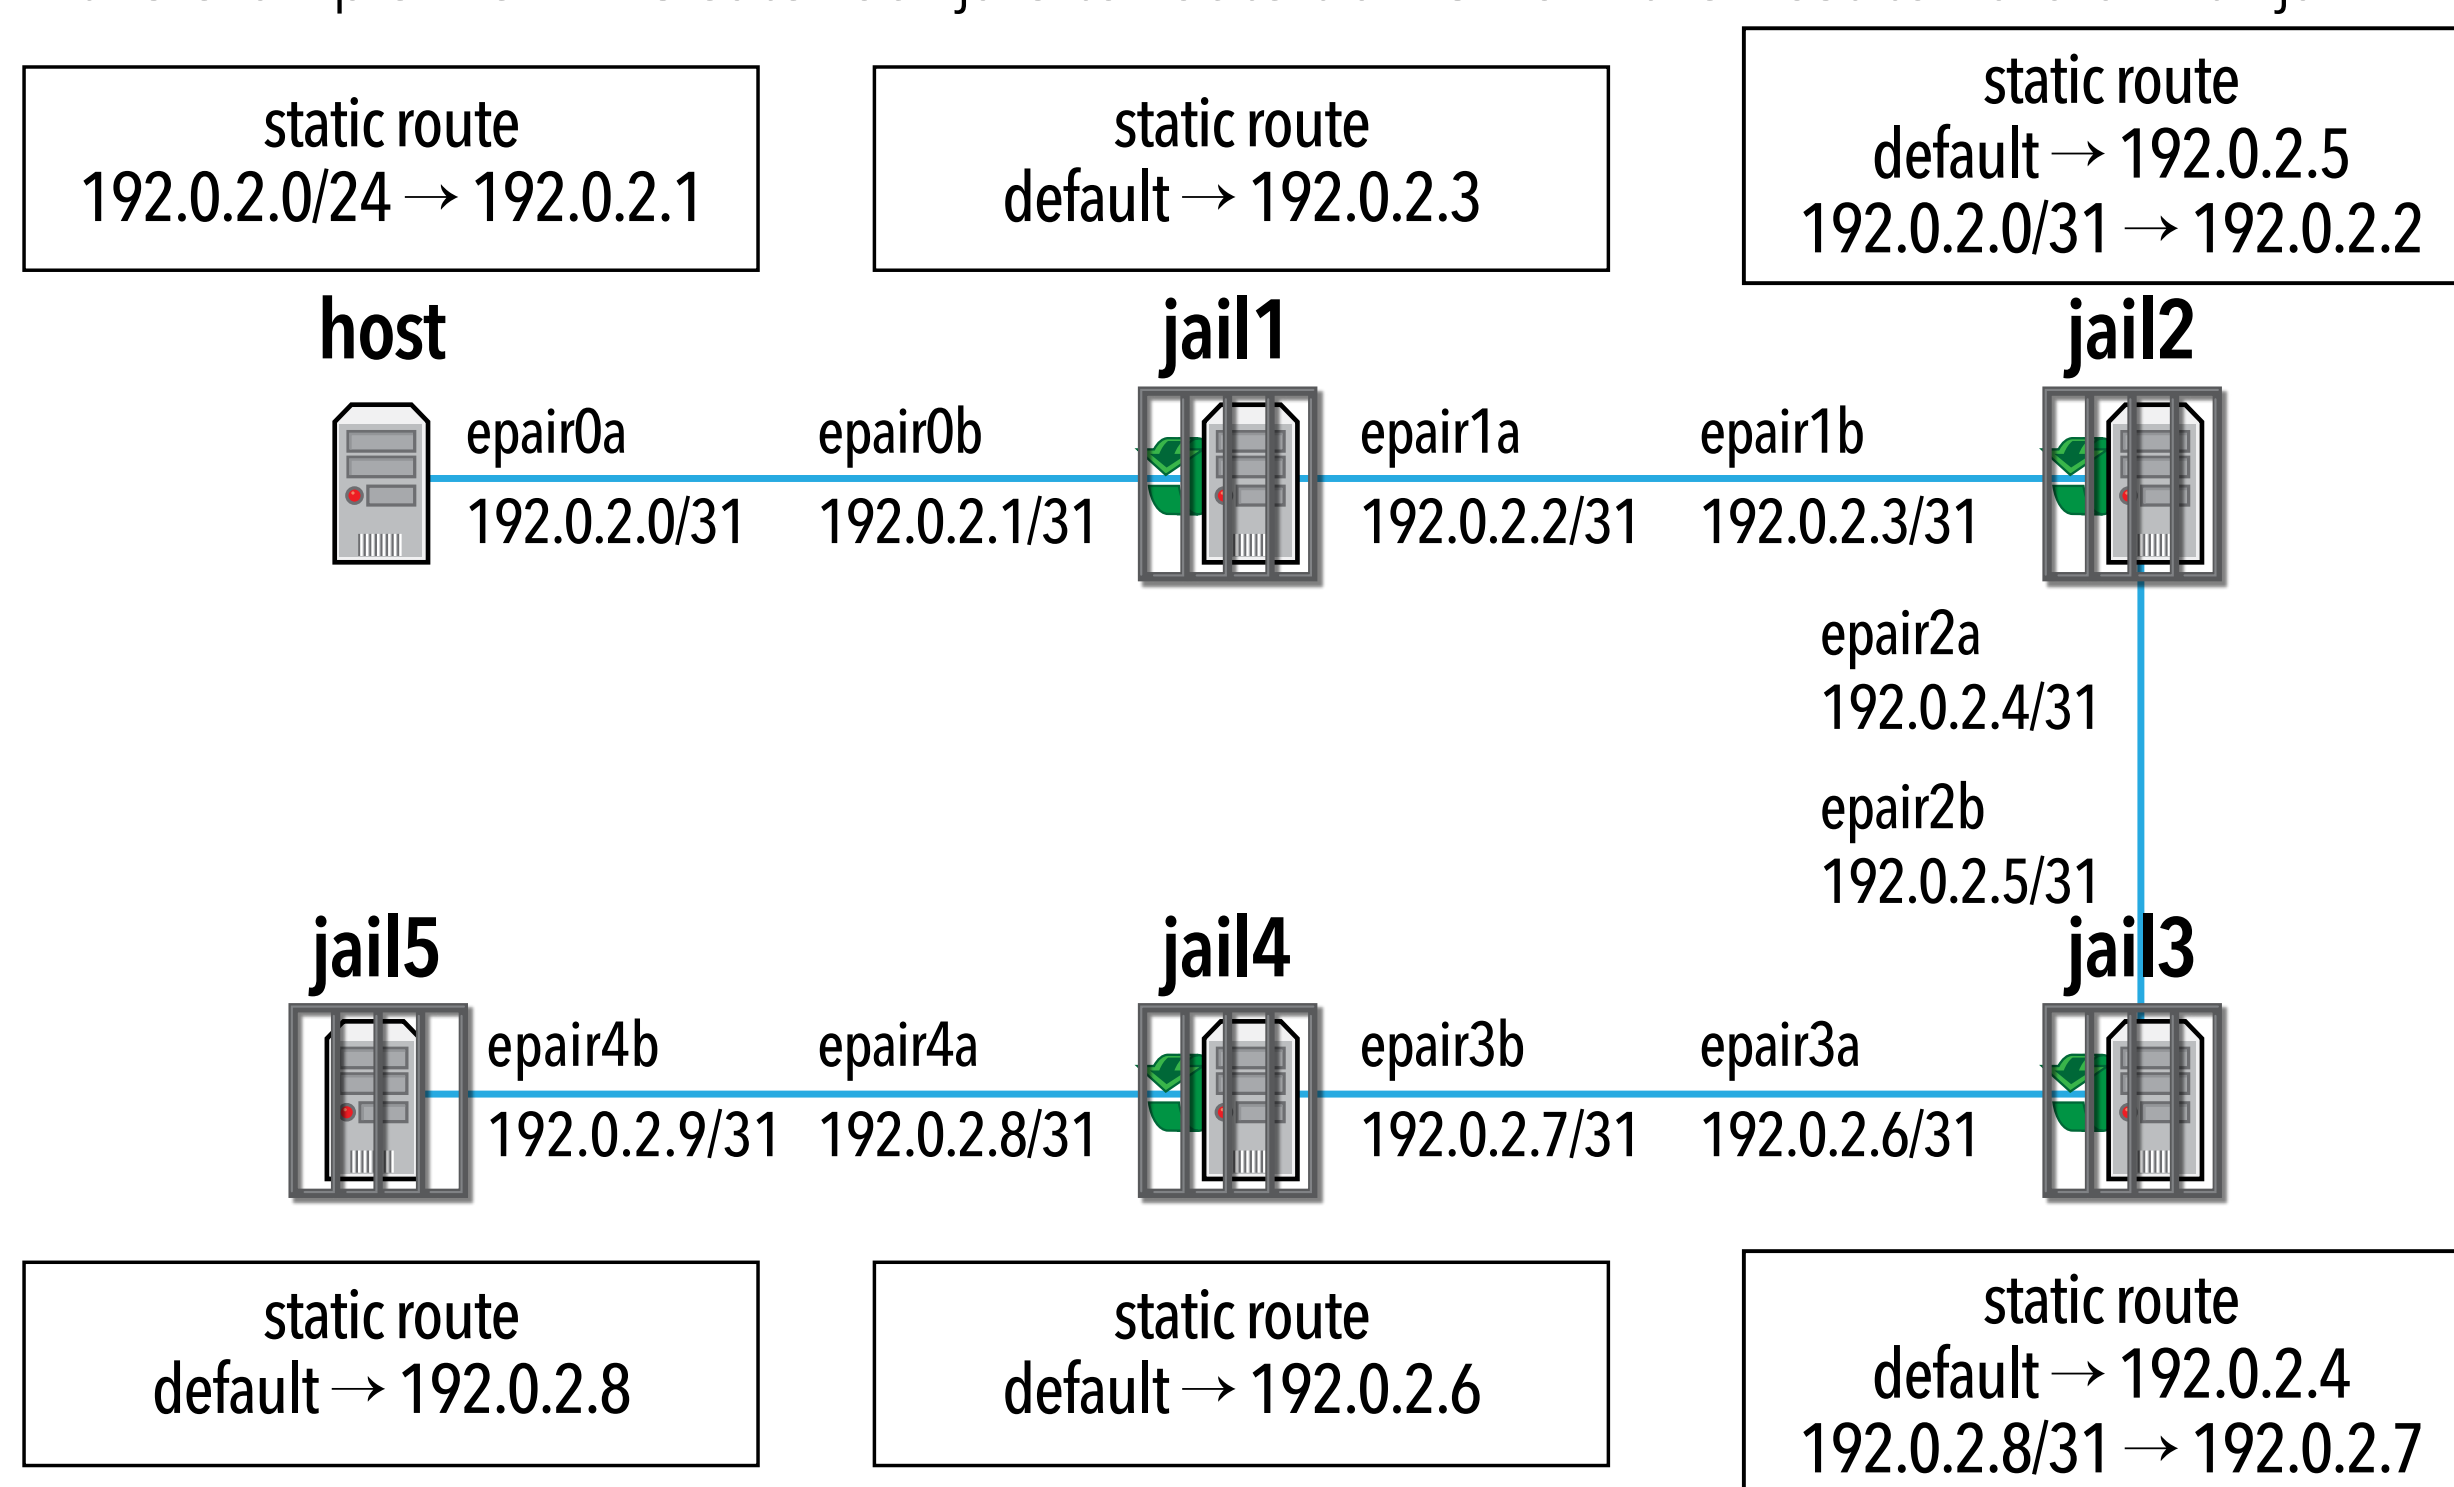 static route
192.0.2.0/24 → 192.0.2.1
static route
default → 192.0.2.3
static route
default → 192.0.2.5
192.0.2.0/31 → 192.0.2.2
host
jail1
jail2
epair0a
epair0b
epair1a
epair1b
192.0.2.0/31
192.0.2.1/31
192.0.2.2/31
192.0.2.3/31
epair2a
192.0.2.4/31
epair2b
192.0.2.5/31
jail5
jail4
jail3
epair4b
epair4a
epair3b
epair3a
192.0.2.9/31
192.0.2.8/31
192.0.2.7/31
192.0.2.6/31
static route
default → 192.0.2.8
static route
default → 192.0.2.6
static route
default → 192.0.2.4
192.0.2.8/31 → 192.0.2.7